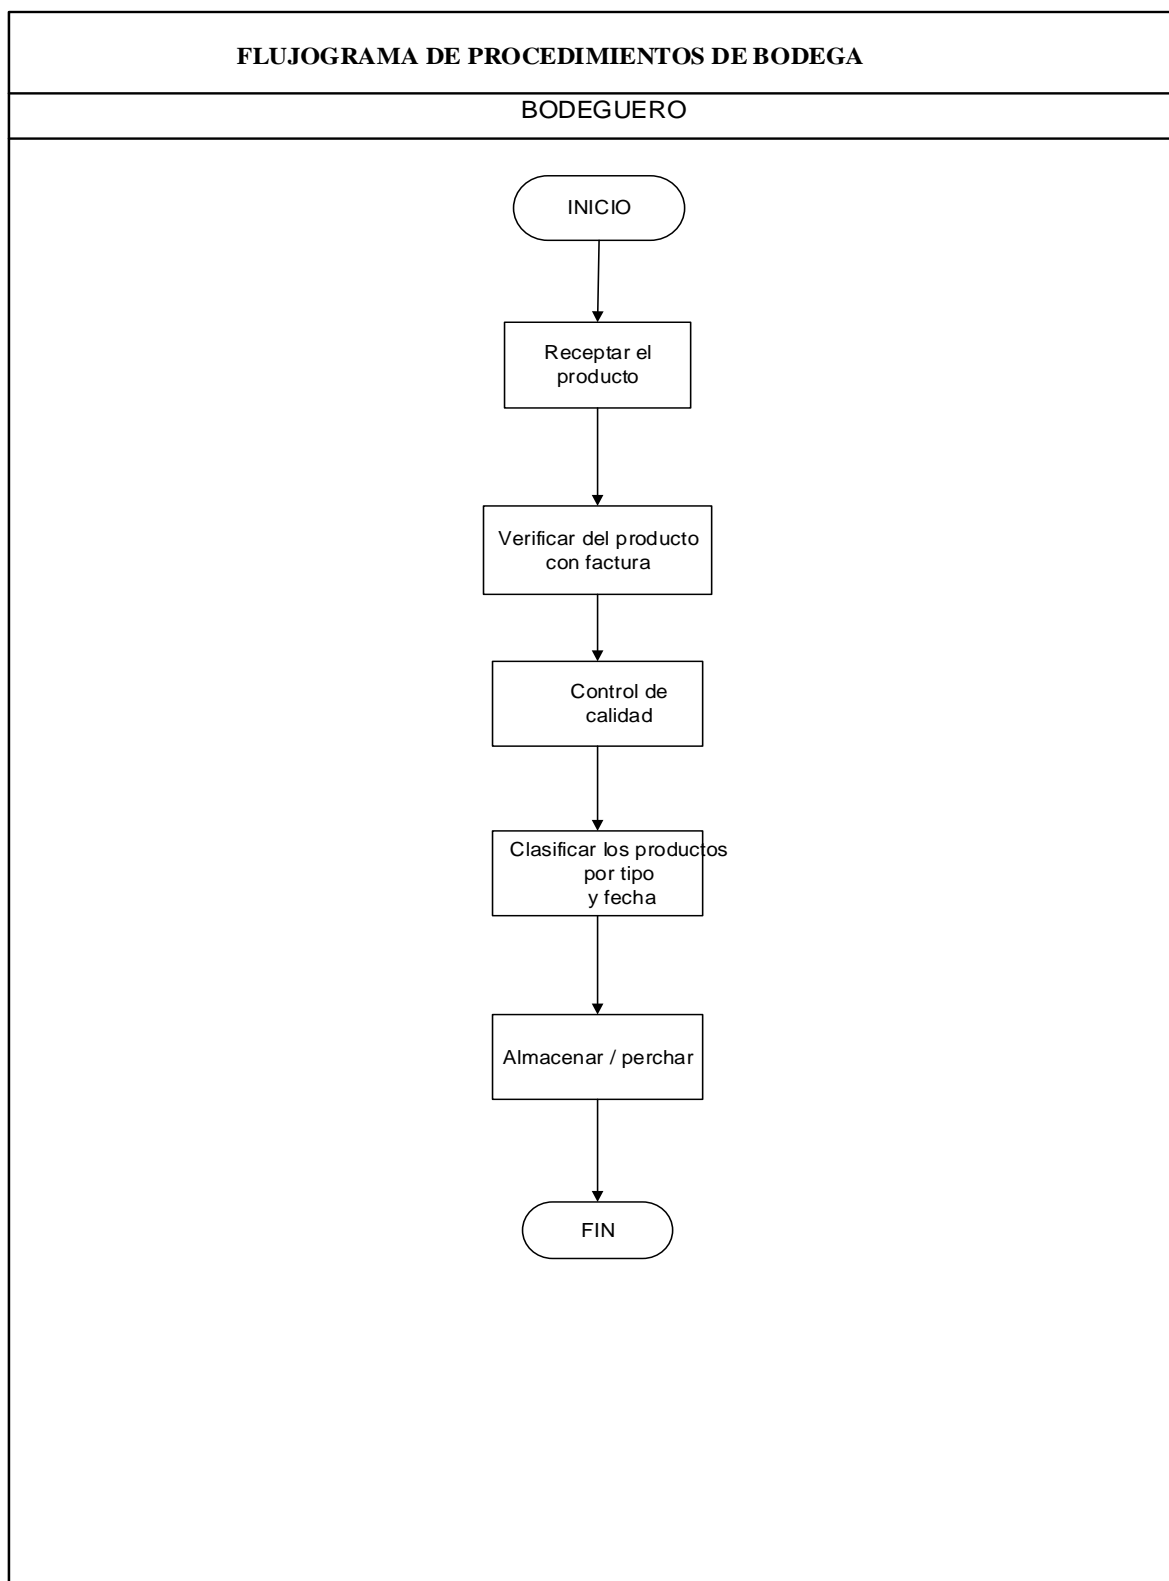 FLUJOGRAMA DE PROCEDIMIENTOS DE BODEGA
BODEGUERO
INICIO
Receptar el
producto
Verificar del producto
con factura
Control de
calidad
Clasificar los productos
por tipo
y fecha
Almacenar / perchar
FIN